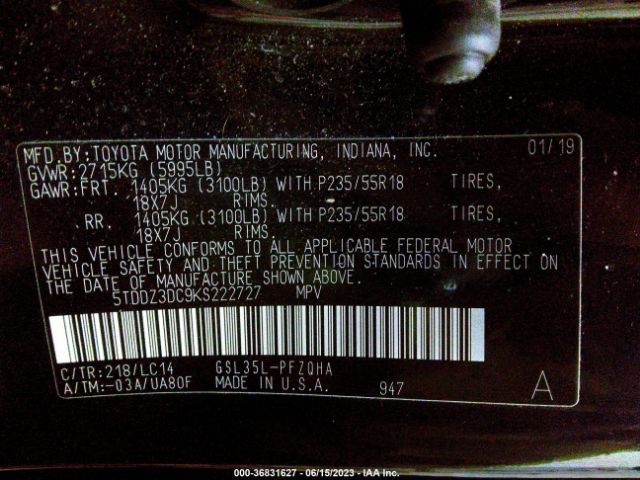 MFD.BY:TOYOTA MOTOR MANUFACTURING, INDIANA, INC. 01/19
GVWR:2715KG (5995LB)
GAWR:FRT. 1405KG (3100LB) WITH P235/55R18 TIRES,
18X7J RIMS.
RR. 1405KG (3100LB) WITH P235/55R18 TIRES,
18X7J RIMS.
THIS VEHICLE CONFORMS TO ALL APPLICABLE FEDERAL MOTOR
VEHICLE SAFETY AND THEFT PREVENTION STANDARDS IN EFFECT ON
THE DATE OF MANUFACTURE SHOWN ABOVE.
5TDDZ3DC9KS222727 MPV
C/TR:218/LC14 GSL35L-PFZQHA
A/TM:-03A/UA80F MADE IN U.S.A. 947 A
000-36831627 - 06/15/2023 - IAA Inc.